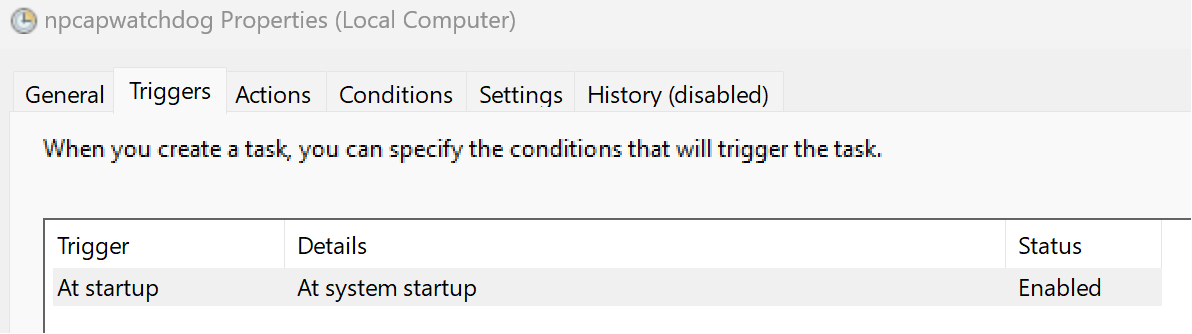 npcapwatchdog Properties (Local Computer)
General Triggers Actions Conditions Settings History (disabled)
When you create a task, you can specify the conditions that will trigger the task.
Trigger Details Status
At startup At system startup Enabled